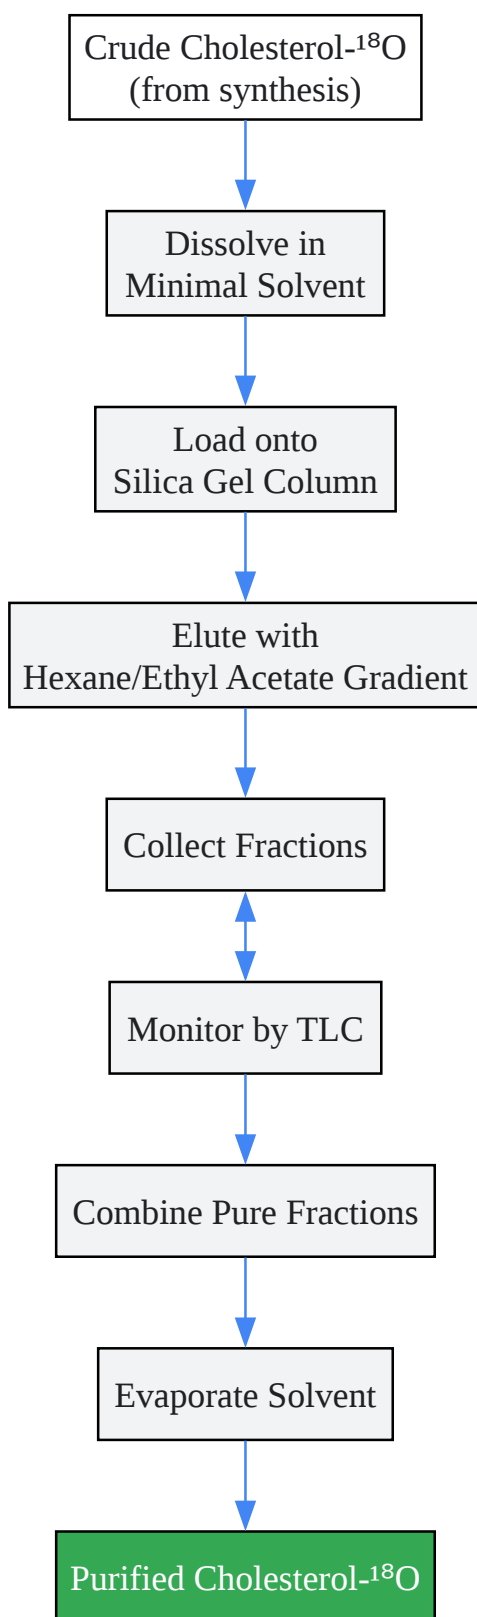 Crude Cholesterol-¹⁸O
(from synthesis)
Dissolve in
Minimal Solvent
Load onto
Silica Gel Column
Elute with
Hexane/Ethyl Acetate Gradient
Collect Fractions
Monitor by TLC
Combine Pure Fractions
Evaporate Solvent
Purified Cholesterol-¹⁸O